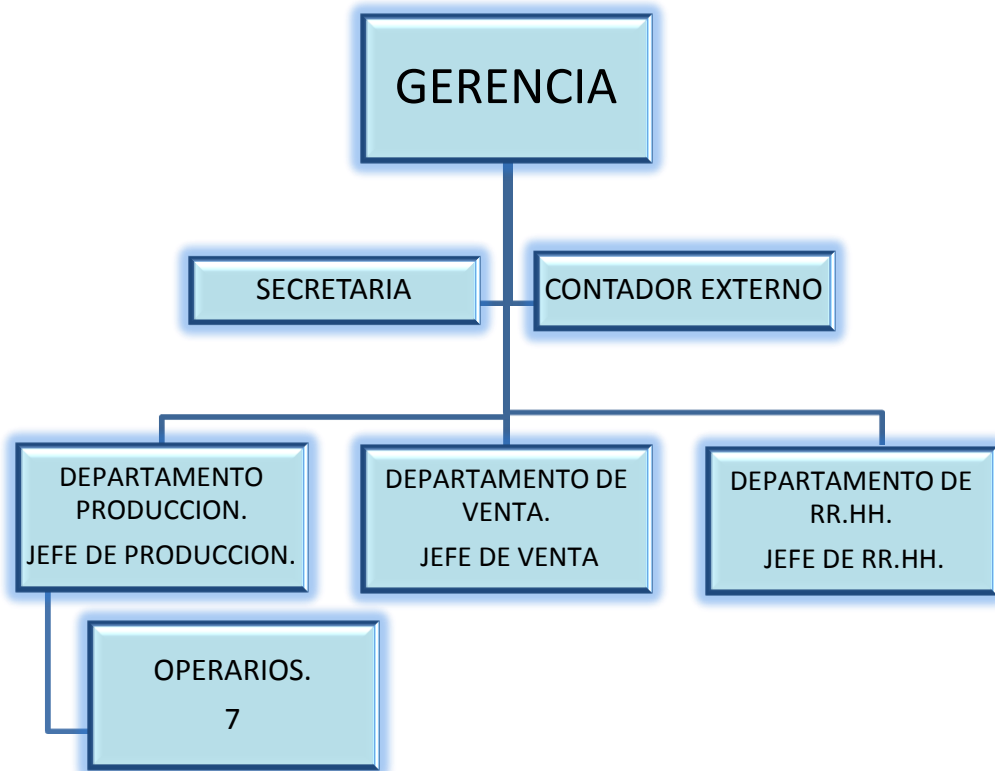 GERENCIA
SECRETARIA
CONTADOR EXTERNO
DEPARTAMENTO
PRODUCCION.
JEFE DE PRODUCCION.
DEPARTAMENTO DE
VENTA.
JEFE DE VENTA
DEPARTAMENTO DE
RR.HH.
JEFE DE RR.HH.
OPERARIOS.
7